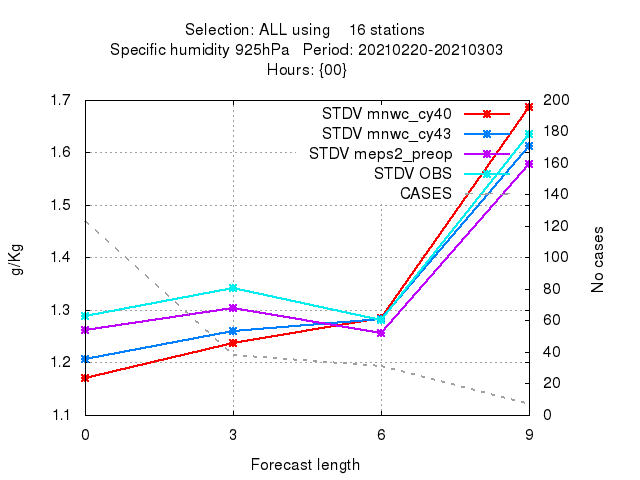 Selection: ALL using    16 stations
Specific humidity 925hPa   Period: 20210220-20210303
Hours: {00}
STDV mnwc_cy40
STDV mnwc_cy43
STDV meps2_preop
STDV OBS
CASES
g/Kg
1.7
1.6
1.5
1.4
1.3
1.2
1.1
200
180
160
140
120
100
80
60
40
20
0
No cases
0 3 6 9
Forecast length